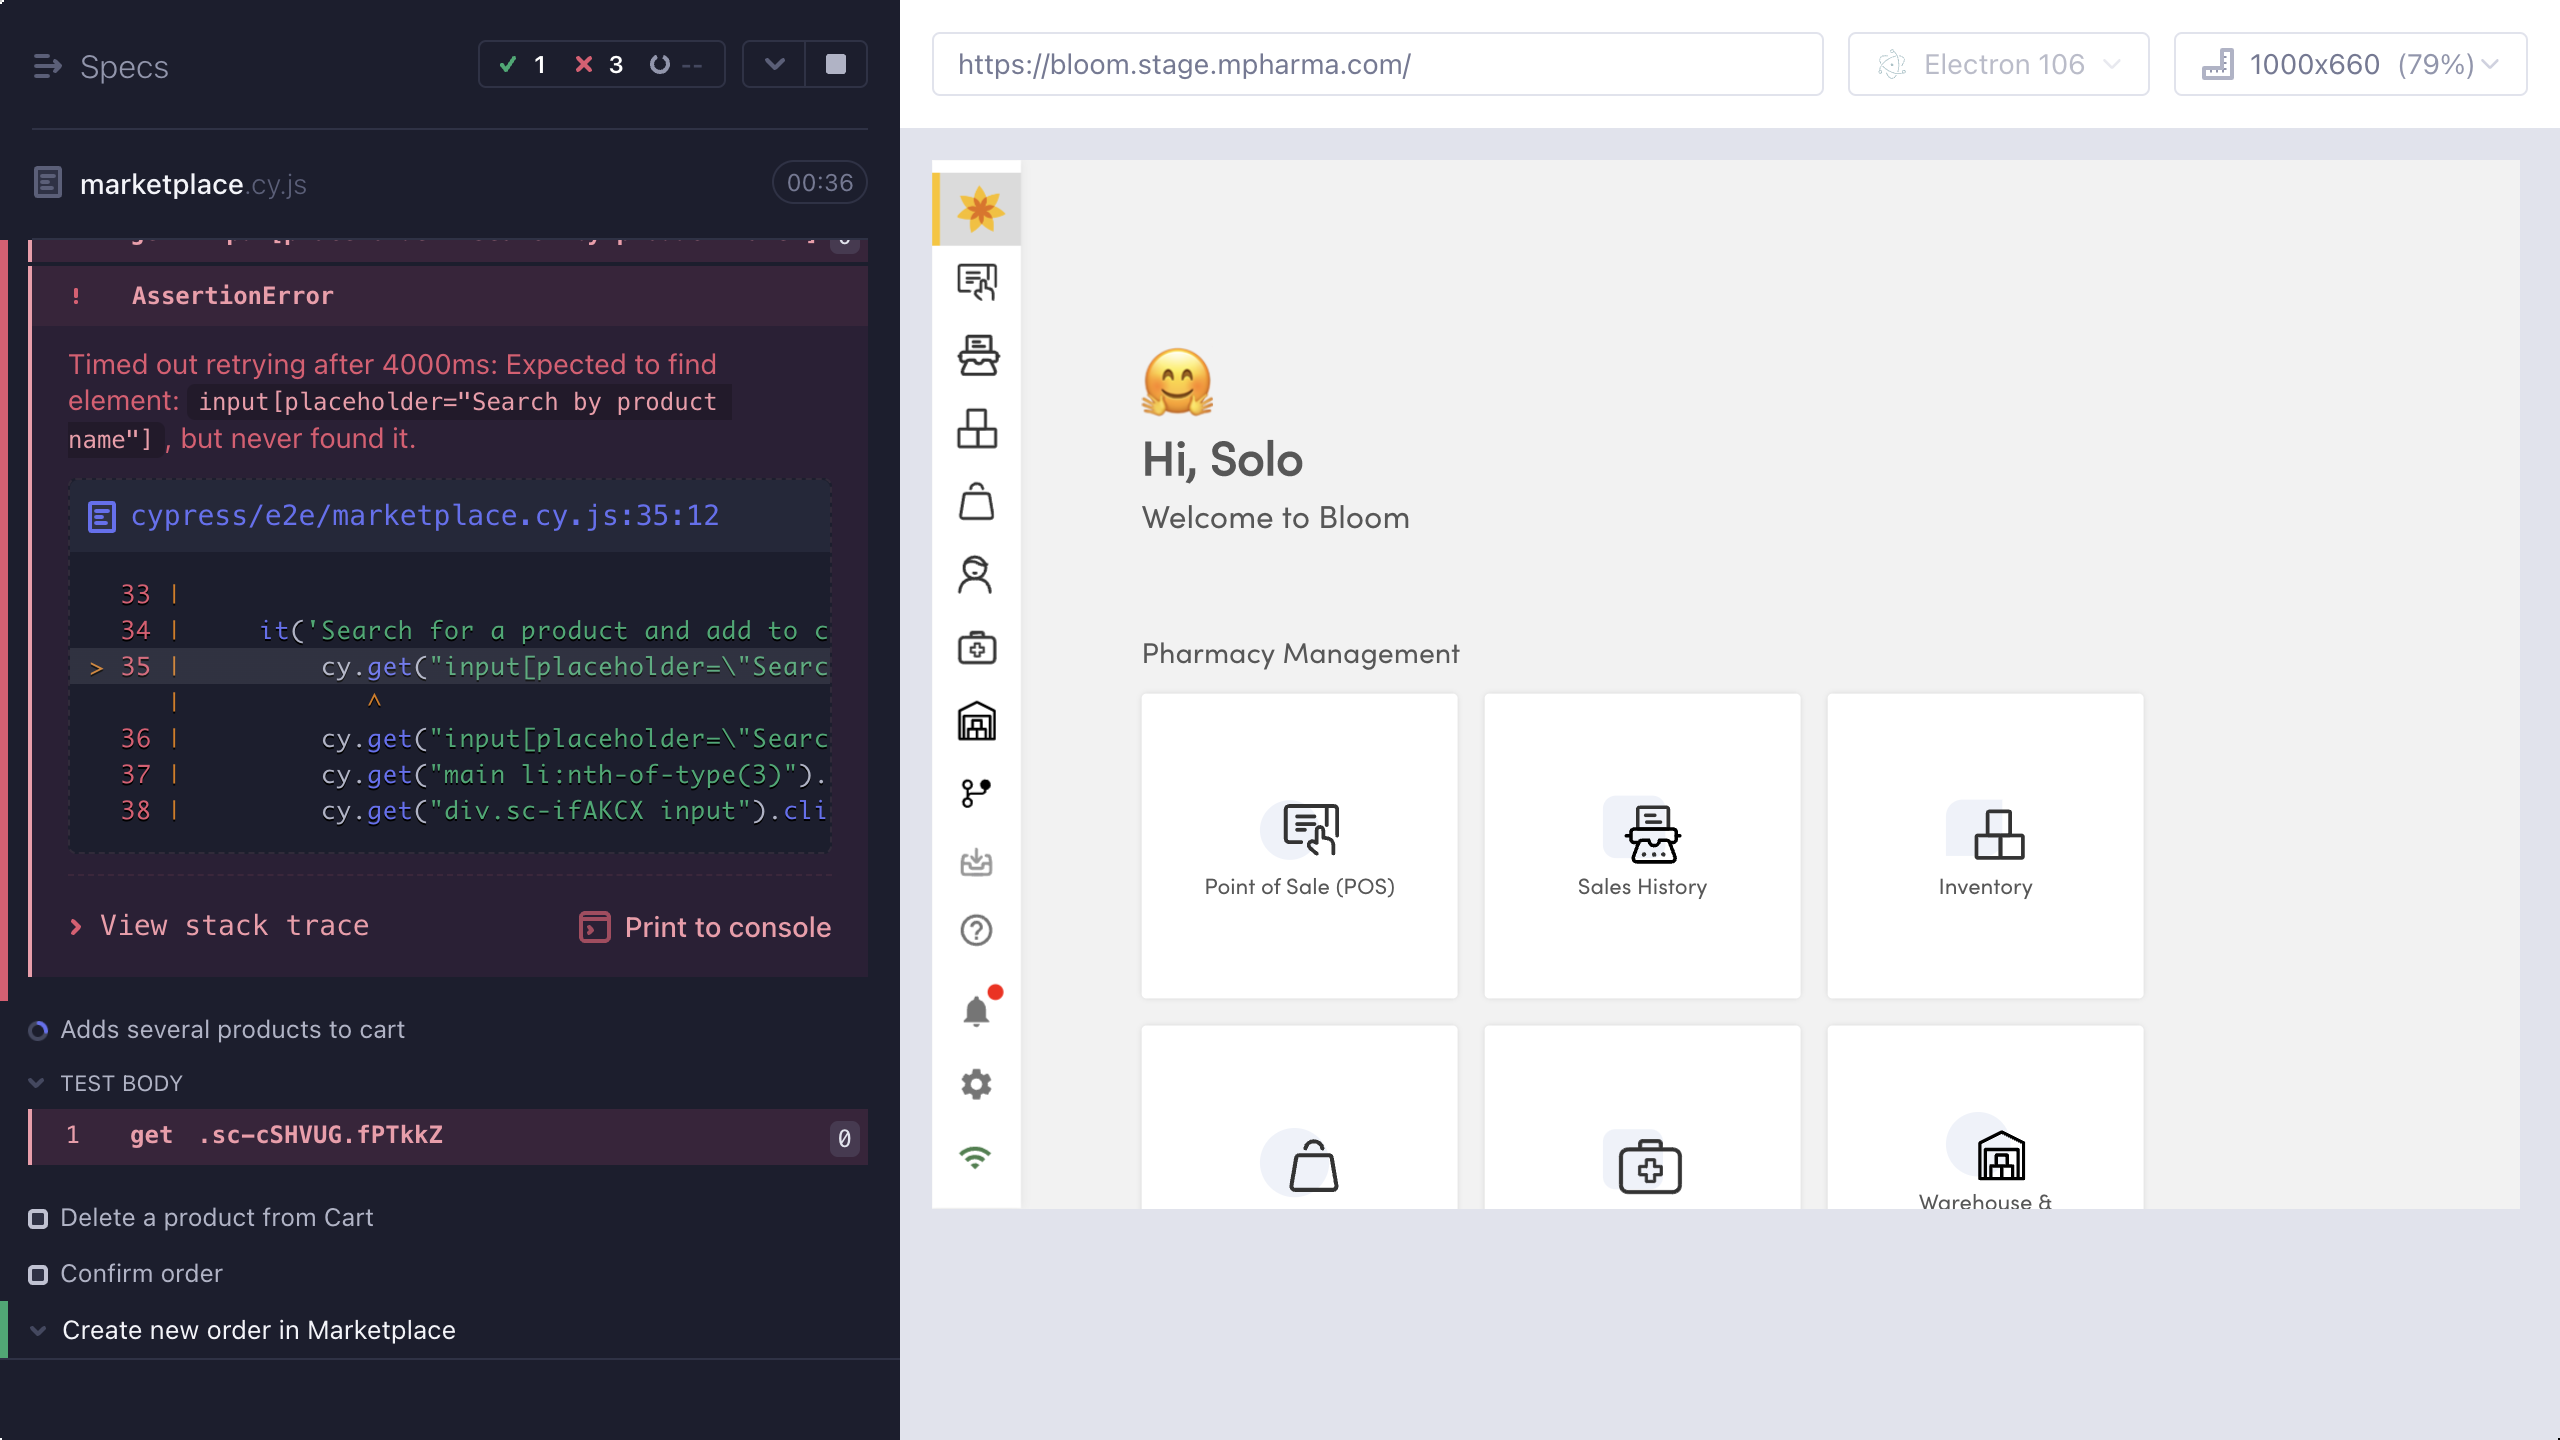 Specs
1
3
--
marketplace.cy.js
00:36
AssertionError
Timed out retrying after 4000ms: Expected to find
element: input[placeholder="Search by product
name"], but never found it.
cypress/e2e/marketplace.cy.js:35:12
33 |
34 | it('Search for a product and add to c
> 35 | cy.get("input[placeholder=\"Searc
| ^
36 | cy.get("input[placeholder=\"Searc
37 | cy.get("main li:nth-of-type(3)").
38 | cy.get("div.sc-ifAKCX input").cli
View stack trace
Print to console
Adds several products to cart
TEST BODY
1 get .sc-cSHVUG.fPTkkZ 0
Delete a product from Cart
Confirm order
Create new order in Marketplace
https://bloom.stage.mpharma.com/
Electron 106
1000x660 (79%)
Hi, Solo
Welcome to Bloom
Pharmacy Management
Point of Sale (POS)
Sales History
Inventory
Warehouse &